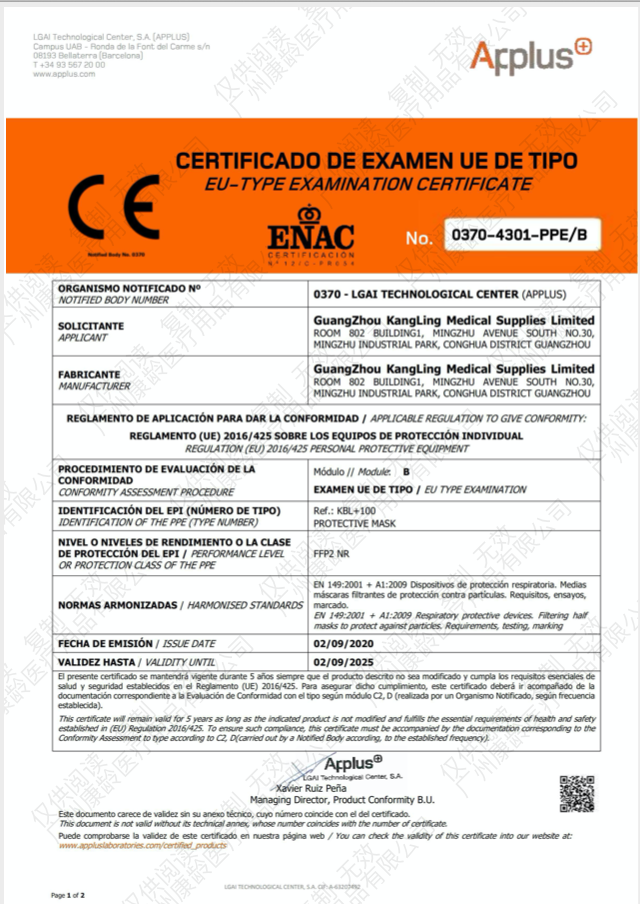 LGAI Technological Center, S.A. (APPLUS)
Campus UAB - Ronda de la Font del Carme s/n
08193 Bellaterra (Barcelona)
T +34 93 567 20 00
www.applus.com
Applus+
CERTIFICADO DE EXAMEN UE DE TIPO
EU-TYPE EXAMINATION CERTIFICATE
CE
Notified Body No. 0370
ENAC
CERTIFICACIÓN
Nº 12/C-PR054
No. 0370-4301-PPE/B
ORGANISMO NOTIFICADO Nº
NOTIFIED BODY NUMBER
0370 - LGAI TECHNOLOGICAL CENTER (APPLUS)
SOLICITANTE
APPLICANT
GuangZhou KangLing Medical Supplies Limited
ROOM 802 BUILDING1, MINGZHU AVENUE SOUTH NO.30,
MINGZHU INDUSTRIAL PARK, CONGHUA DISTRICT GUANGZHOU
FABRICANTE
MANUFACTURER
GuangZhou KangLing Medical Supplies Limited
ROOM 802 BUILDING1, MINGZHU AVENUE SOUTH NO.30,
MINGZHU INDUSTRIAL PARK, CONGHUA DISTRICT GUANGZHOU
REGLAMENTO DE APLICACIÓN PARA DAR LA CONFORMIDAD / APPLICABLE REGULATION TO GIVE CONFORMITY:
REGLAMENTO (UE) 2016/425 SOBRE LOS EQUIPOS DE PROTECCIÓN INDIVIDUAL
REGULATION (EU) 2016/425 PERSONAL PROTECTIVE EQUIPMENT
PROCEDIMIENTO DE EVALUACIÓN DE LA
CONFORMIDAD
CONFORMITY ASSESSMENT PROCEDURE
Módulo // Module: B
EXAMEN UE DE TIPO / EU TYPE EXAMINATION
IDENTIFICACIÓN DEL EPI (NÚMERO DE TIPO)
IDENTIFICATION OF THE PPE (TYPE NUMBER)
Ref.: KBL+100
PROTECTIVE MASK
NIVEL O NIVELES DE RENDIMIENTO O LA CLASE
DE PROTECCIÓN DEL EPI / PERFORMANCE LEVEL
OR PROTECTION CLASS OF THE PPE
FFP2 NR
NORMAS ARMONIZADAS / HARMONISED STANDARDS
EN 149:2001 + A1:2009 Dispositivos de protección respiratoria. Medias
máscaras filtrantes de protección contra partículas. Requisitos, ensayos,
marcado.
EN 149:2001 + A1:2009 Respiratory protective devices. Filtering half
masks to protect against particles. Requirements, testing, marking
FECHA DE EMISIÓN / ISSUE DATE
02/09/2020
VALIDEZ HASTA / VALIDITY UNTIL
02/09/2025
El presente certificado se mantendrá vigente durante 5 años siempre que el producto descrito no sea modificado y cumpla los requisitos esenciales de
salud y seguridad establecidos en el Reglamento (UE) 2016/425. Para asegurar dicho cumplimiento, este certificado deberá ir acompañado de la
documentación correspondiente a la Evaluación de Conformidad con el tipo según módulo C2, D (realizada por un Organismo Notificado, según frecuencia
establecida).
This certificate will remain valid for 5 years as long as the indicated product is not modified and fulfills the essential requirements of health and safety
established in (EU) Regulation 2016/425. To ensure such compliance, this certificate must be accompanied by the documentation corresponding to the
Conformity Assessment to type according to C2, D(carried out by a Notified Body according, to the established frequency).
Applus+
LGAI Technological Center, S.A.
Xavier Ruiz Peña
Managing Director, Product Conformity B.U.
Este documento carece de validez sin su anexo técnico, cuyo número coincide con el del certificado.
This document is not valid without its technical annex, whose number coincides with the number of certificate.
Puede comprobarse la validez de este certificado en nuestra página web / You can check the validity of this certificate into our website at:
www.appluslaboratories.com/certified_products
Page 1 of 2
仅供阅读 复制 无效
广州康龄医疗用品有限公司